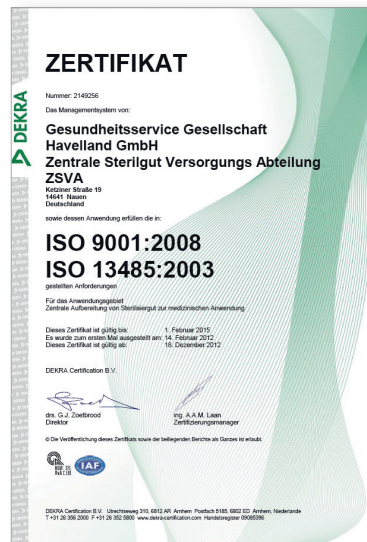 DEKRA
ZERTIFIKAT
Nummer: 2149256
Das Managementsystem von:
Gesundheitsservice Gesellschaft
Havelland GmbH
Zentrale Sterilgut Versorgungs Abteilung
ZSVA
Ketziner Straße 19
14641 Nauen
Deutschland
sowie dessen Anwendung erfüllen die in:
ISO 9001:2008
ISO 13485:2003
gestellten Anforderungen
Für das Anwendungsgebiet
Zentrale Aufbereitung von Sterilisiergut zur medizinischen Anwendung
Dieses Zertifikat ist gültig bis: 1. Februar 2015
Es wurde zum ersten Mal ausgestellt am: 14. Februar 2012
Dieses Zertifikat ist gültig ab: 18. Dezember 2012
DEKRA Certification B.V.
drs. G.J. Zoetbrood ing. A.A.M. Laan
Direktor Zertifizierungsmanager
© Die Veröffentlichung dieses Zertifikats sowie der beiliegenden Berichte als Ganzes ist erlaubt.
IAF
DEKRA Certification B.V. Utrechtseweg 310, 6812 AR Arnhem Postfach 5185, 6802 ED Arnhem, Niederlande
T +31 26 356 2000 F +31 26 352 5800 www.dekra-certification.com Handelsregister 09085396